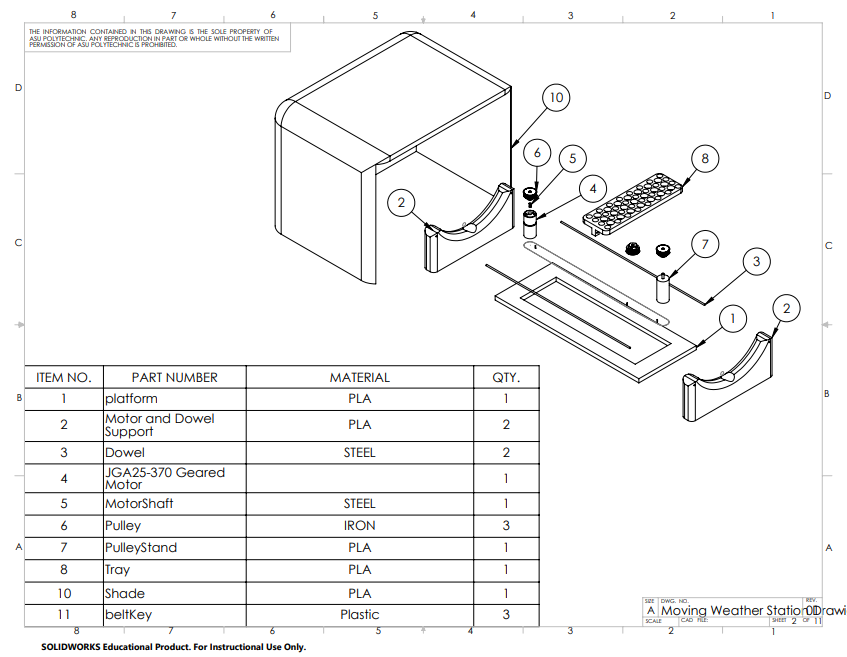 8 7 6 5 4 3 2 1
THE INFORMATION CONTAINED IN THIS DRAWING IS THE SOLE PROPERTY OF
ASU POLYTECHNIC. ANY REPRODUCTION IN PART OR WHOLE WITHOUT THE WRITTEN
PERMISSION OF ASU POLYTECHNIC IS PROHIBITED.
D D
10
6
5
8
4
2
C C
7
3
2
1
ITEM NO. PART NUMBER MATERIAL QTY.
B B
1 platform PLA 1
2 Motor and Dowel
Support PLA 2
3 Dowel STEEL 2
4 JGA25-370 Geared
Motor 1
5 MotorShaft STEEL 1
6 Pulley IRON 3
A A
7 PulleyStand PLA 1
8 Tray PLA 1
10 Shade PLA 1
11 beltKey Plastic 3
SIZE DWG. NO. REV.
A Moving Weather Station Drawi
SCALE CAD FILE: SHEET 2 OF 11
8 7 6 5 4 3 2 1
SOLIDWORKS Educational Product. For Instructional Use Only.